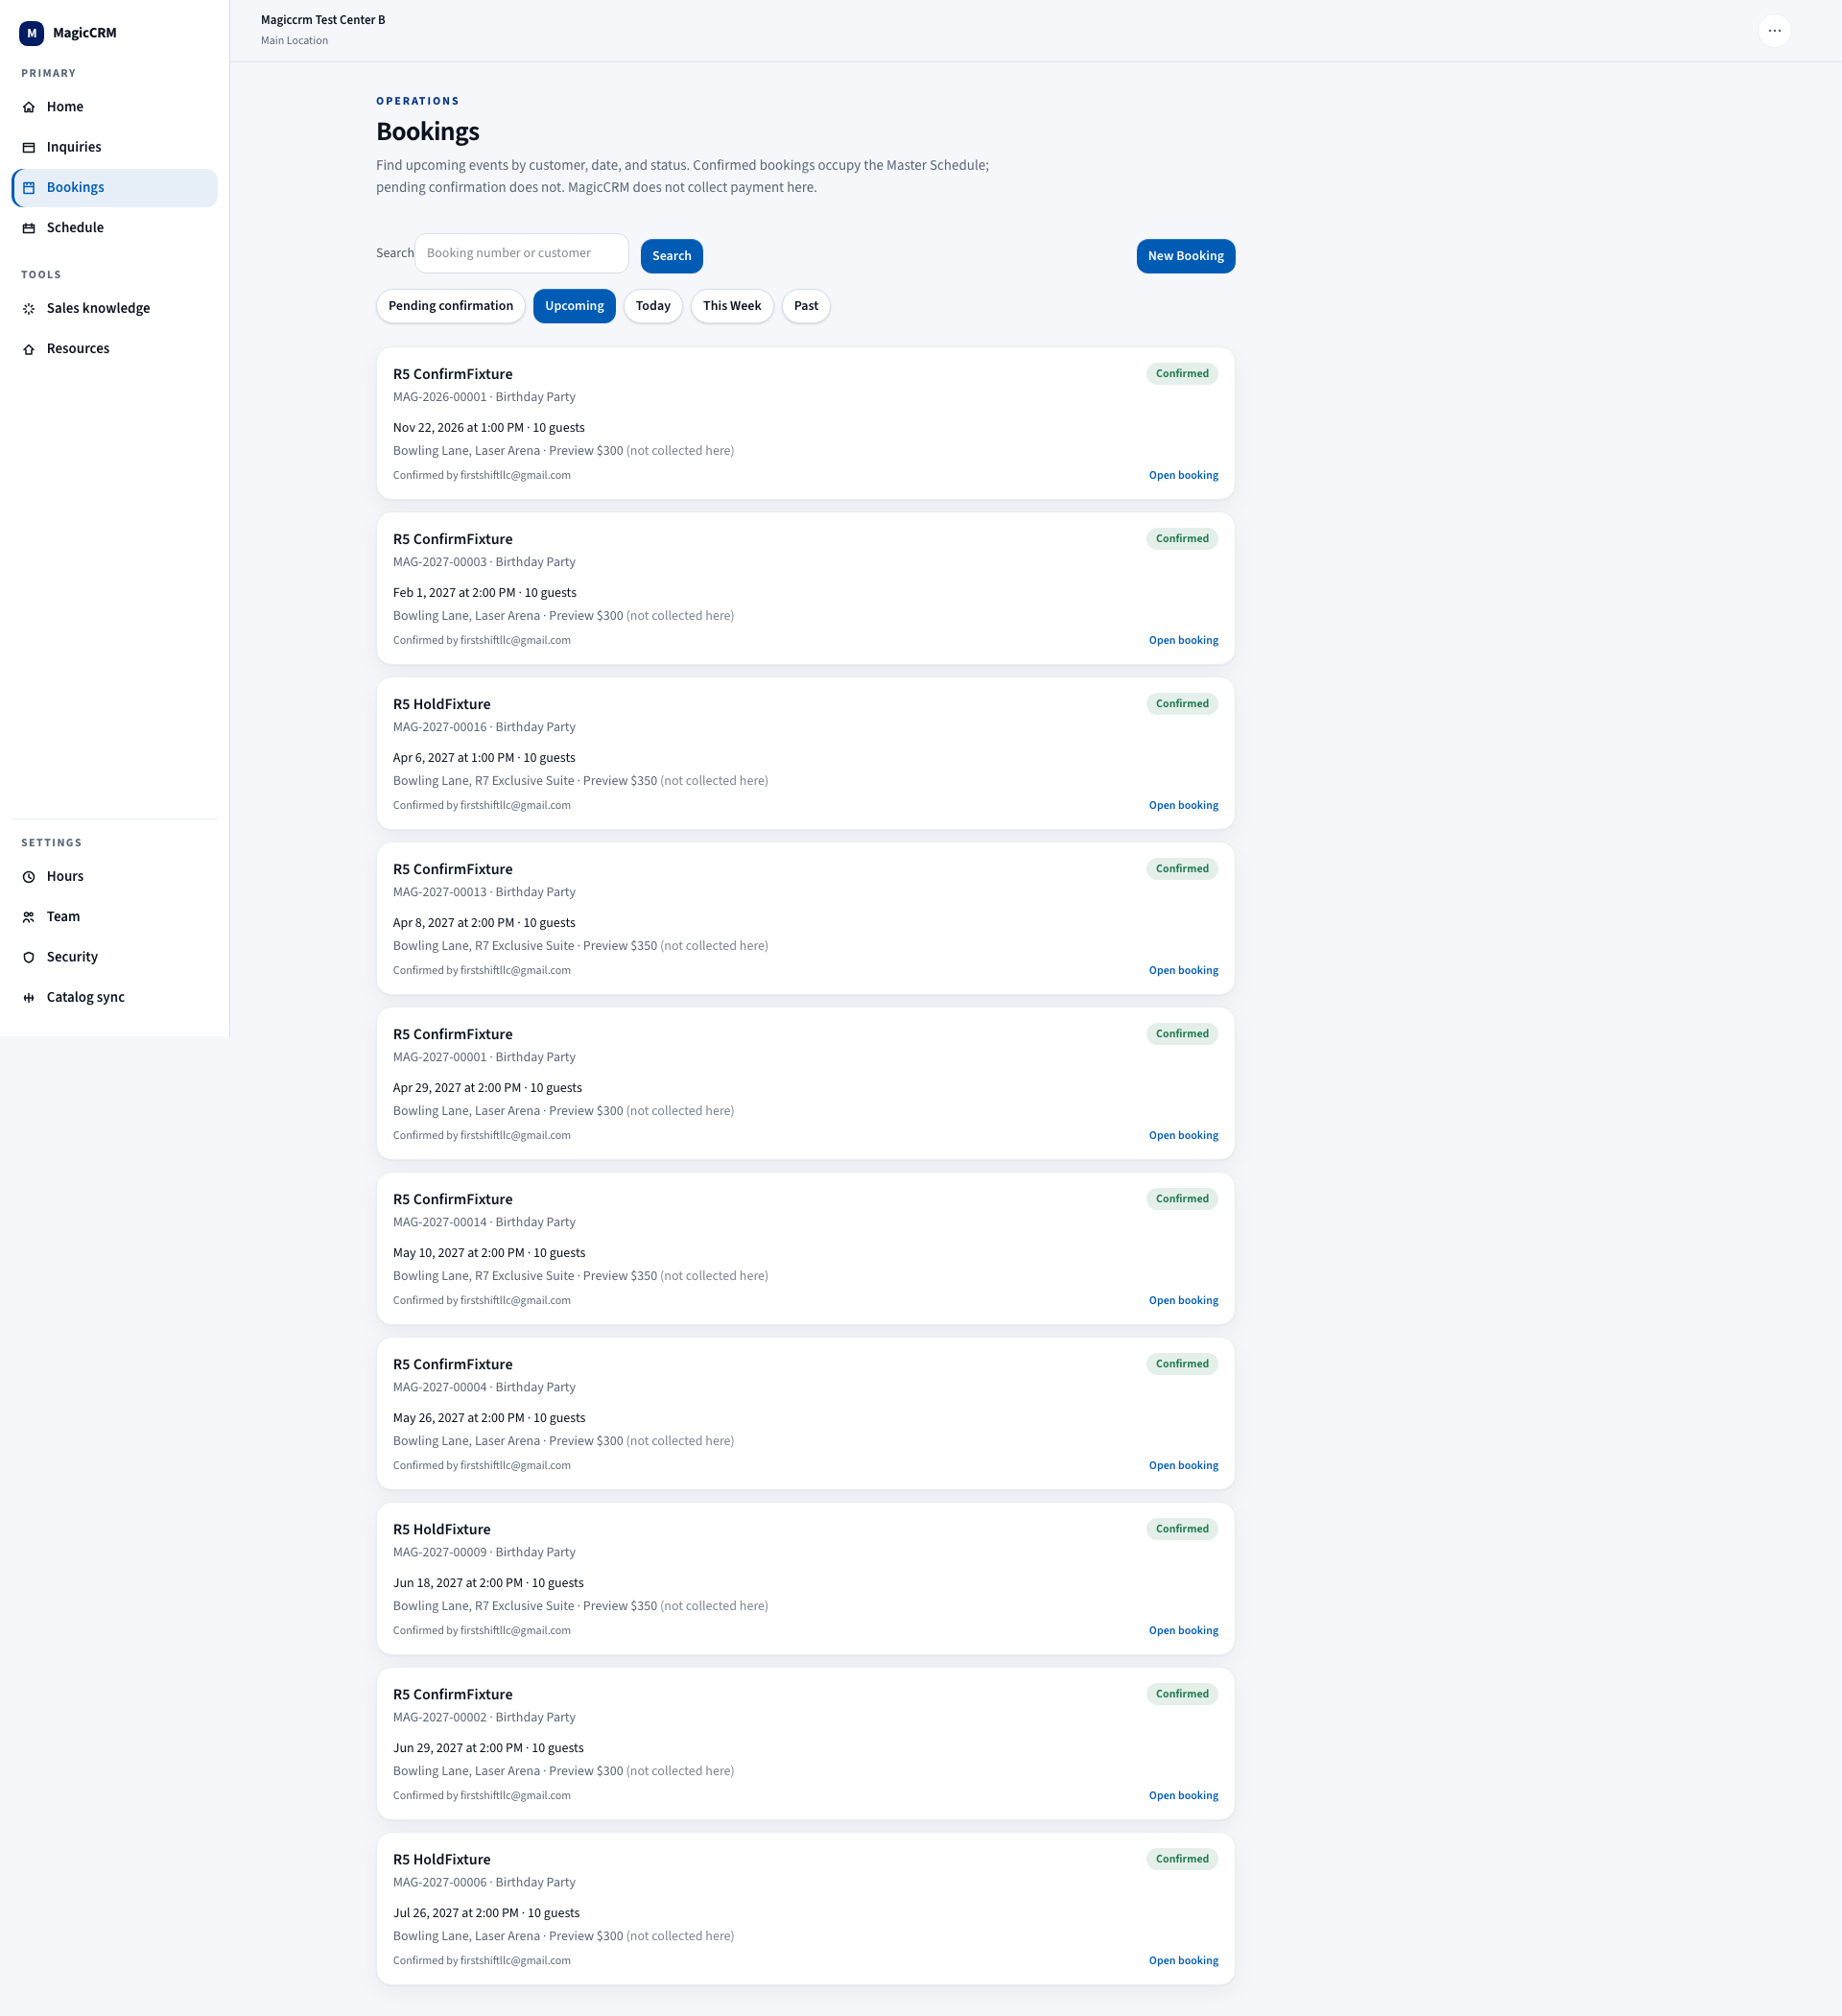 M MagicCRM
PRIMARY
Home
Inquiries
Bookings
Schedule
TOOLS
Sales knowledge
Resources
SETTINGS
Hours
Team
Security
Catalog sync
Magiccrm Test Center B
Main Location
OPERATIONS
Bookings
Find upcoming events by customer, date, and status. Confirmed bookings occupy the Master Schedule;
pending confirmation does not. MagicCRM does not collect payment here.
Search Booking number or customer Search New Booking
Pending confirmation Upcoming Today This Week Past
R5 ConfirmFixture Confirmed
MAG-2026-00001 · Birthday Party
Nov 22, 2026 at 1:00 PM · 10 guests
Bowling Lane, Laser Arena · Preview $300 (not collected here)
Confirmed by firstshiftllc@gmail.com Open booking
R5 ConfirmFixture Confirmed
MAG-2027-00003 · Birthday Party
Feb 1, 2027 at 2:00 PM · 10 guests
Bowling Lane, Laser Arena · Preview $300 (not collected here)
Confirmed by firstshiftllc@gmail.com Open booking
R5 HoldFixture Confirmed
MAG-2027-00016 · Birthday Party
Apr 6, 2027 at 1:00 PM · 10 guests
Bowling Lane, R7 Exclusive Suite · Preview $350 (not collected here)
Confirmed by firstshiftllc@gmail.com Open booking
R5 ConfirmFixture Confirmed
MAG-2027-00013 · Birthday Party
Apr 8, 2027 at 2:00 PM · 10 guests
Bowling Lane, R7 Exclusive Suite · Preview $350 (not collected here)
Confirmed by firstshiftllc@gmail.com Open booking
R5 ConfirmFixture Confirmed
MAG-2027-00001 · Birthday Party
Apr 29, 2027 at 2:00 PM · 10 guests
Bowling Lane, Laser Arena · Preview $300 (not collected here)
Confirmed by firstshiftllc@gmail.com Open booking
R5 ConfirmFixture Confirmed
MAG-2027-00014 · Birthday Party
May 10, 2027 at 2:00 PM · 10 guests
Bowling Lane, R7 Exclusive Suite · Preview $350 (not collected here)
Confirmed by firstshiftllc@gmail.com Open booking
R5 ConfirmFixture Confirmed
MAG-2027-00004 · Birthday Party
May 26, 2027 at 2:00 PM · 10 guests
Bowling Lane, Laser Arena · Preview $300 (not collected here)
Confirmed by firstshiftllc@gmail.com Open booking
R5 HoldFixture Confirmed
MAG-2027-00009 · Birthday Party
Jun 18, 2027 at 2:00 PM · 10 guests
Bowling Lane, R7 Exclusive Suite · Preview $350 (not collected here)
Confirmed by firstshiftllc@gmail.com Open booking
R5 ConfirmFixture Confirmed
MAG-2027-00002 · Birthday Party
Jun 29, 2027 at 2:00 PM · 10 guests
Bowling Lane, Laser Arena · Preview $300 (not collected here)
Confirmed by firstshiftllc@gmail.com Open booking
R5 HoldFixture Confirmed
MAG-2027-00006 · Birthday Party
Jul 26, 2027 at 2:00 PM · 10 guests
Bowling Lane, Laser Arena · Preview $300 (not collected here)
Confirmed by firstshiftllc@gmail.com Open booking